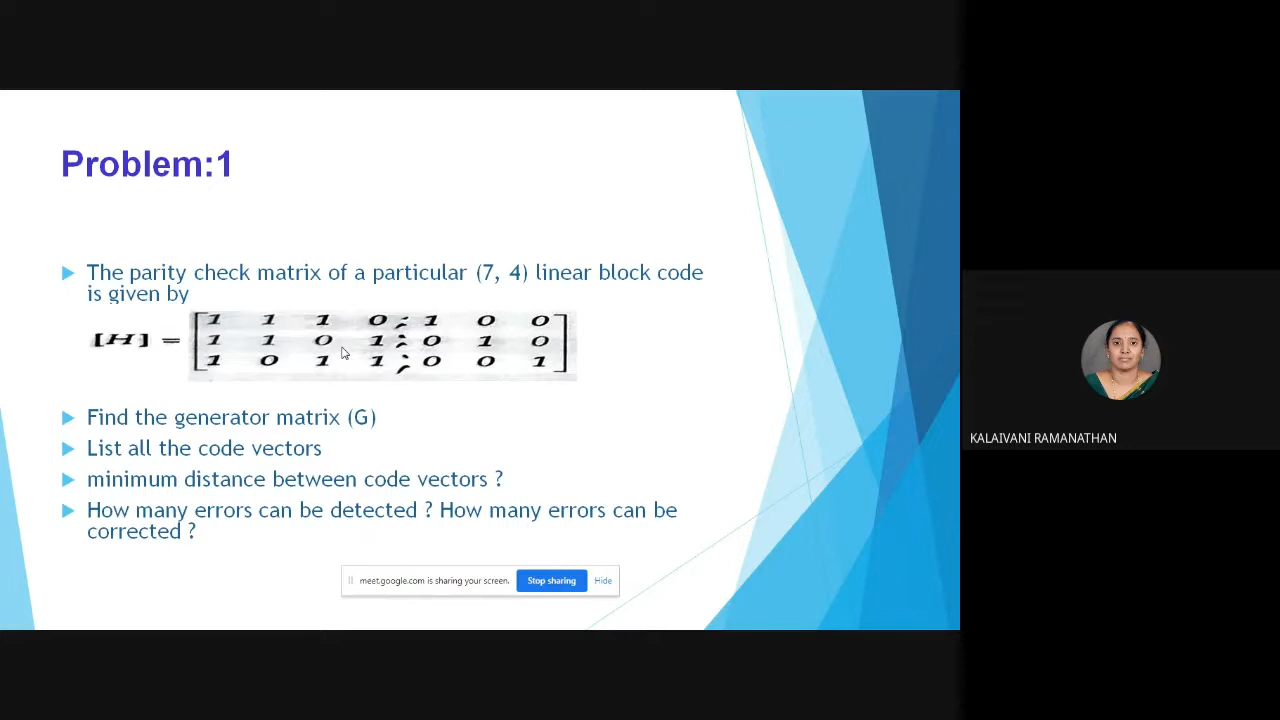 Problem:1
The parity check matrix of a particular (7, 4) linear block code
is given by
[H] = [1 1 1 0 ; 1 0 0
1 1 0 1 ; 0 1 0
1 0 1 1 ; 0 0 1]
Find the generator matrix (G)
List all the code vectors
minimum distance between code vectors ?
How many errors can be detected ? How many errors can be
corrected ?
meet.google.com is sharing your screen. Stop sharing Hide
KALAIVANI RAMANATHAN